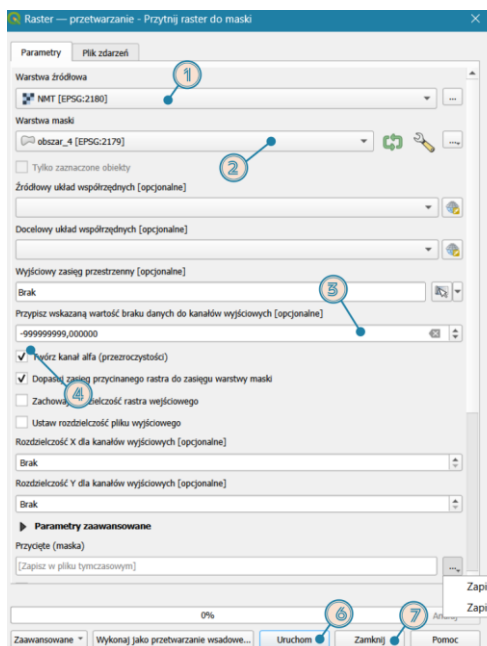 Raster — przetwarzanie - Przytnij raster do maski
Parametry Plik zdarzeń
1
Warstwa źródłowa
NMT [EPSG:2180]
Warstwa maski
obszar_4 [EPSG:2179]
2
Tylko zaznaczone obiekty
Źródłowy układ współrzędnych [opcjonalne]
Docelowy układ współrzędnych [opcjonalne]
Wyjściowy zasięg przestrzenny [opcjonalne]
3
Brak
Przypisz wskazaną wartość braku danych do kanałów wyjściowych [opcjonalne]
-999999999,000000
Twórz kanał alfa (przezroczystości)
Dopasuj zasięg przycinanego rastra do zasięgu warstwy maski
4
Zachowaj rozdzielczość rastra wejściowego
Ustaw rozdzielczość pliku wyjściowego
Rozdzielczość X dla kanałów wyjściowych [opcjonalne]
Brak
Rozdzielczość Y dla kanałów wyjściowych [opcjonalne]
Brak
Parametry zaawansowane
Przycięte (maska)
[Zapisz w pliku tymczasowym]
Zapi
Zapi
0%
6 7
Zaawansowane Wykonaj jako przetwarzanie wsadowe... Uruchom Zamknij Pomoc